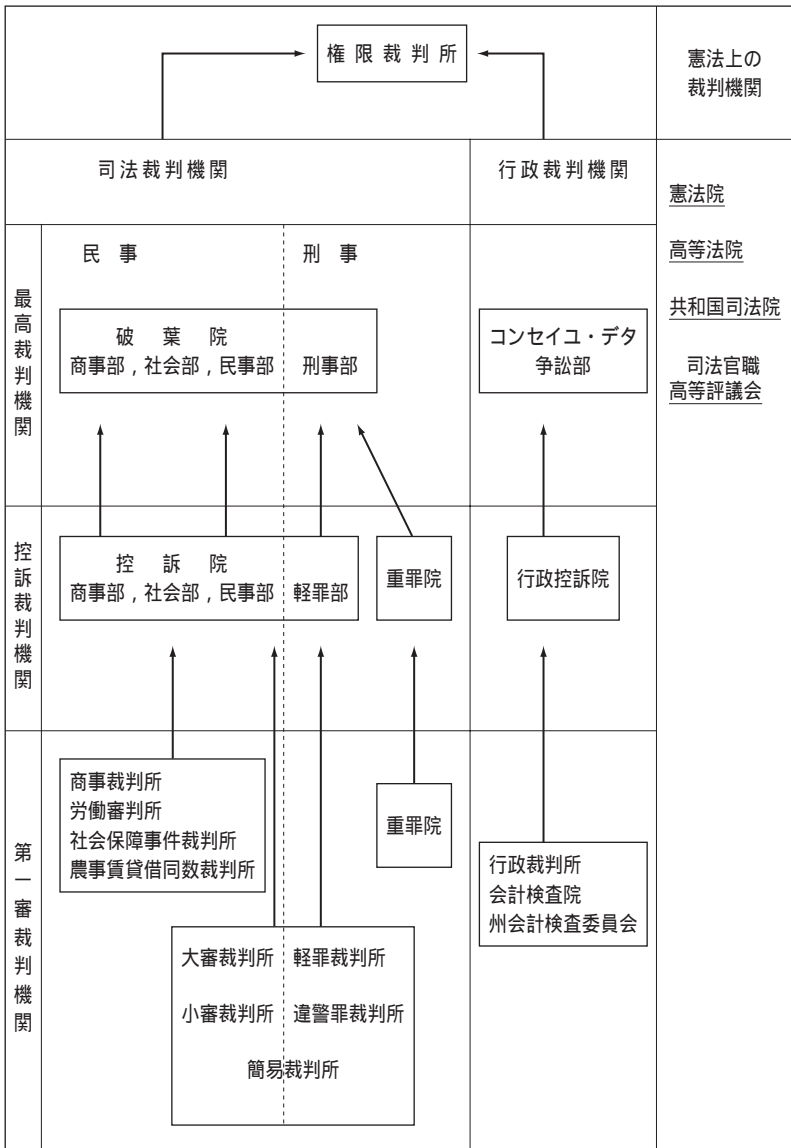 権限裁判所
憲法上の
裁判機関
司法裁判機関
行政裁判機関
憲法院
高等法院
共和国司法院
司法官職
高等評議会
最高裁判機関
民事
刑事
破葉院
商事部,社会部,民事部 刑事部
コンセイユ・デタ
争訟部
控訴裁判機関
控訴院
商事部,社会部,民事部 軽罪部
重罪院
行政控訴院
第一審裁判機関
商事裁判所
労働審判所
社会保障事件裁判所
農事賃貸借同数裁判所
重罪院
行政裁判所
会計検査院
州会計検査委員会
大審裁判所 軽罪裁判所
小審裁判所 違警罪裁判所
簡易裁判所